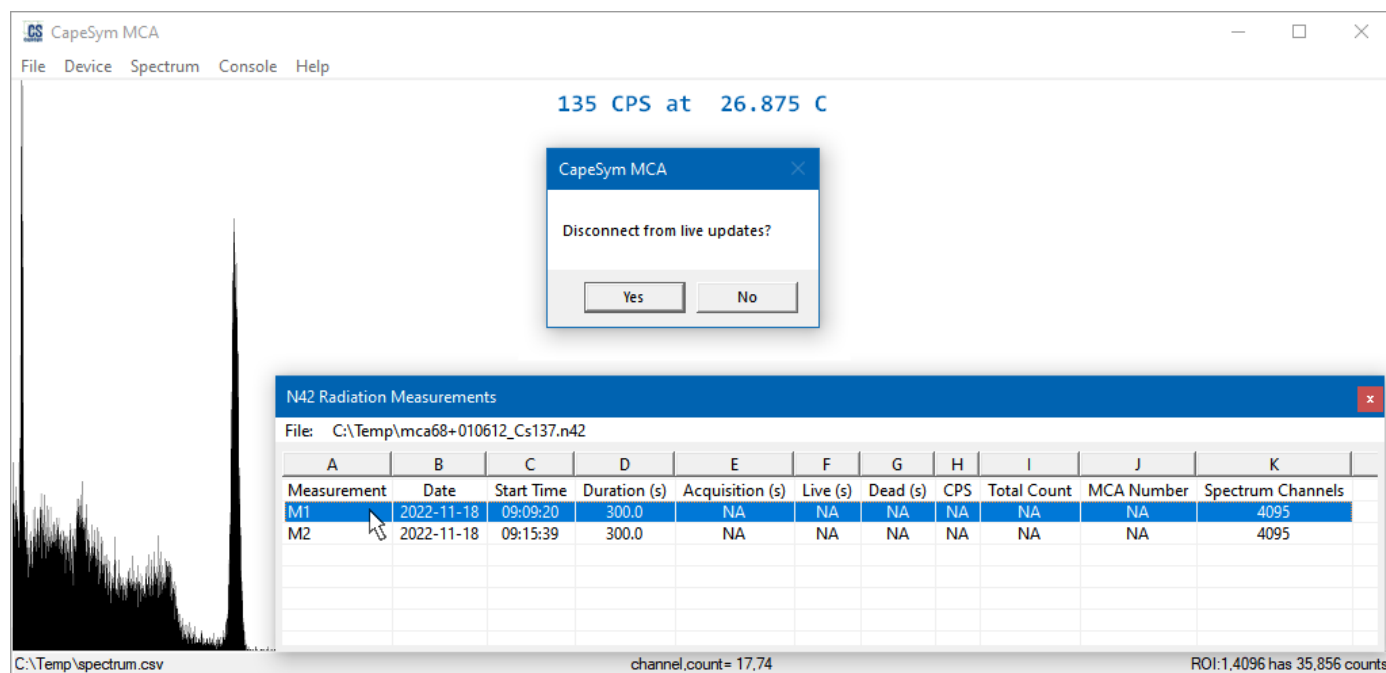 CS CapeSym MCA
File Device Spectrum Console Help
135 CPS at 26.875 C
CapeSym MCA
Disconnect from live updates?
Yes No
N42 Radiation Measurements
File: C:\Temp\mca68+010612_Cs137.n42
A B C D E F G H I J K
Measurement Date Start Time Duration (s) Acquisition (s) Live (s) Dead (s) CPS Total Count MCA Number Spectrum Channels
M1 2022-11-18 09:09:20 300.0 NA NA NA NA NA NA 4095
M2 2022-11-18 09:15:39 300.0 NA NA NA NA NA NA 4095
C:\Temp\spectrum.csv channel,count= 17,74 ROI:1,4096 has 35,856 counts